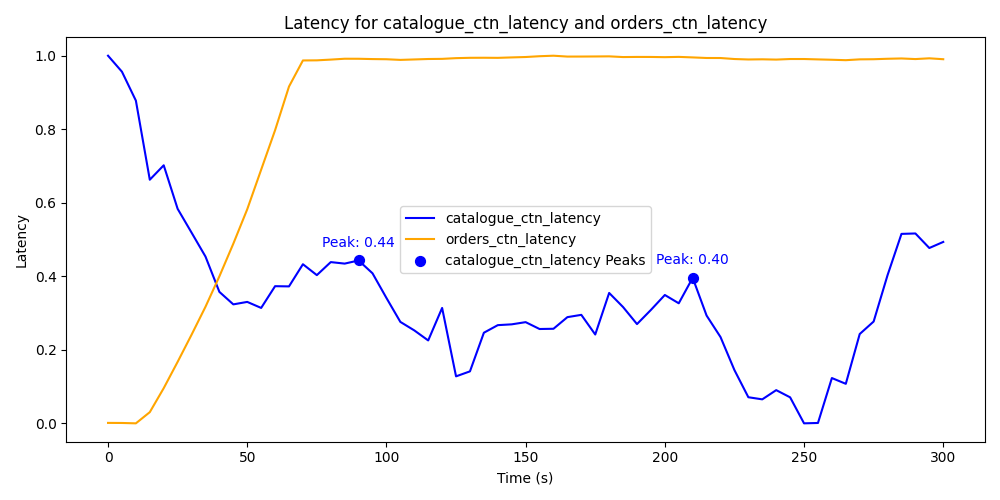 Latency for catalogue_ctn_latency and orders_ctn_latency
Latency
1.0
0.8
0.6
0.4
0.2
0.0
Peak: 0.44
Peak: 0.40
catalogue_ctn_latency
orders_ctn_latency
catalogue_ctn_latency Peaks
0 50 100 150 200 250 300
Time (s)